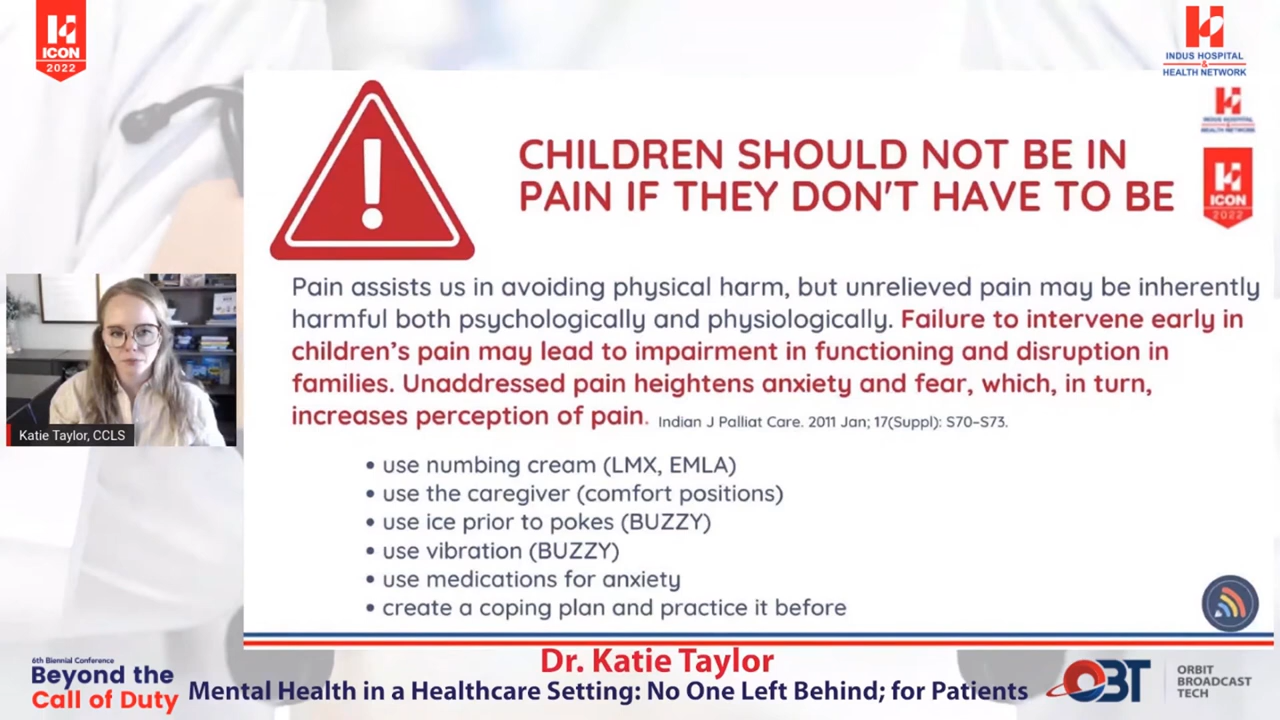 ICON
2022
INDUS HOSPITAL
&
HEALTH NETWORK
INDUS HOSPITAL
&
HEALTH NETWORK
ICON
2022
CHILDREN SHOULD NOT BE IN
PAIN IF THEY DON'T HAVE TO BE
Pain assists us in avoiding physical harm, but unrelieved pain may be inherently
harmful both psychologically and physiologically. Failure to intervene early in
children's pain may lead to impairment in functioning and disruption in
families. Unaddressed pain heightens anxiety and fear, which, in turn,
increases perception of pain. Indian J Palliat Care. 2011 Jan; 17(Suppl): S70–S73.
• use numbing cream (LMX, EMLA)
• use the caregiver (comfort positions)
• use ice prior to pokes (BUZZY)
• use vibration (BUZZY)
• use medications for anxiety
• create a coping plan and practice it before
Katie Taylor, CCLS
6th Biennial Conference
Beyond the
Call of Duty
Dr. Katie Taylor
Mental Health in a Healthcare Setting: No One Left Behind; for Patients
OBT
ORBIT
BROADCAST
TECH